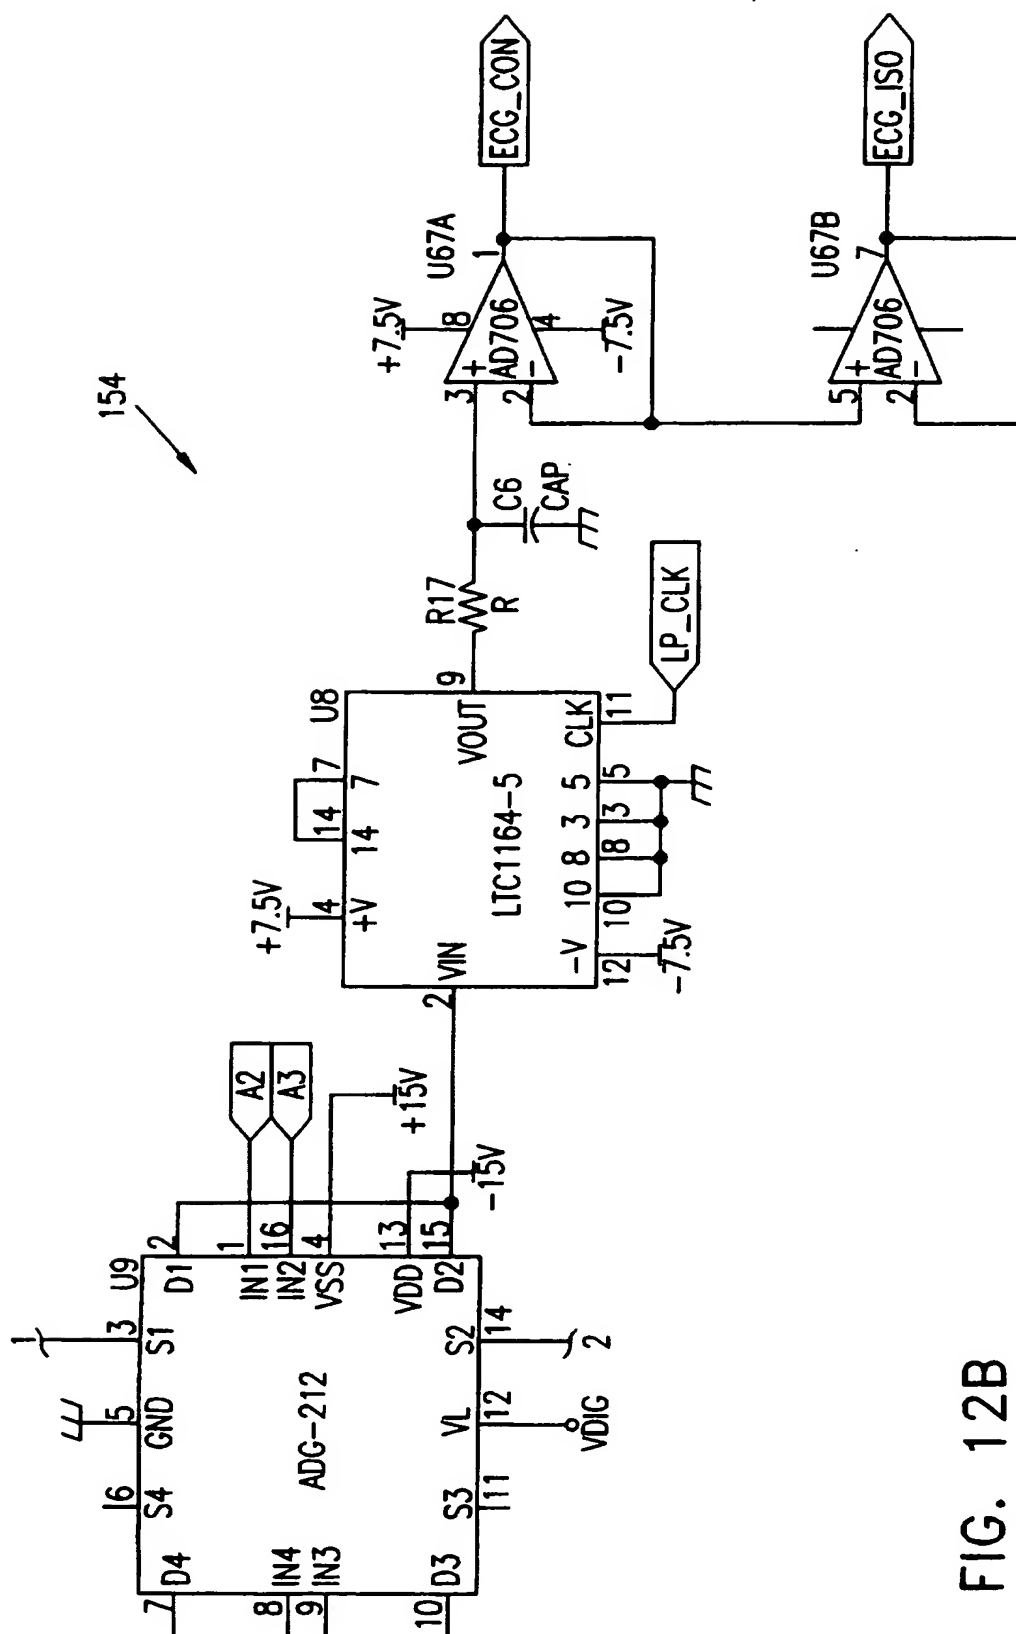 154
U9
ADG-212
7
D4
8
IN4
9
IN3
10
D3
6
S4
5
GND
3
S1
1
11
S3
12
VL
VDIG
14
S2
2
2
D1
1
IN1
16
IN2
4
VSS
13
VDD
15
D2
A2
A3
+15V
-15V
U8
LTC1164-5
2
VIN
+7.5V
4
+V
14
14
7
7
9
VOUT
-V
12
-7.5V
10
10
8
8
3
3
5
5
CLK
11
LP_CLK
R17
R
C6
CAP.
U67A
AD706
+7.5V
8
3
+
2
-
4
-7.5V
1
ECG_CON
U67B
AD706
5
+
2
-
7
ECG_ISO
FIG. 12B